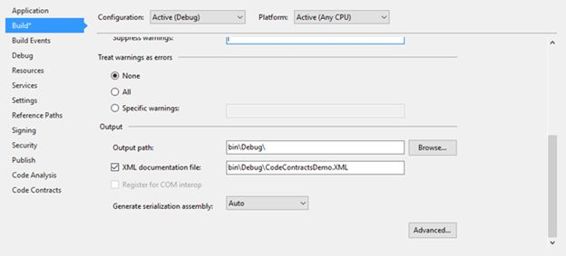 Application
Build*
Build Events
Debug
Resources
Services
Settings
Reference Paths
Signing
Security
Publish
Code Analysis
Code Contracts
Configuration: Active (Debug) Platform: Active (Any CPU)
Suppress warnings:
Treat warnings as errors
None
All
Specific warnings:
Output
Output path: bin\Debug\ Browse...
XML documentation file: bin\Debug\CodeContractsDemo.XML
Register for COM interop
Generate serialization assembly: Auto
Advanced...